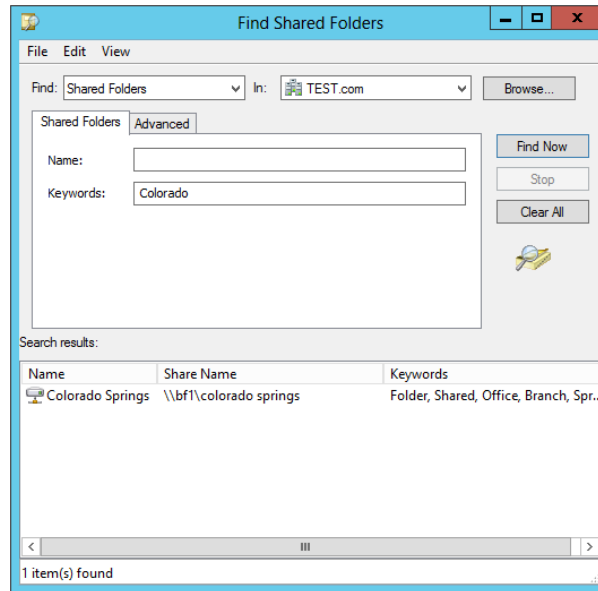 Find Shared Folders
File Edit View
Find: Shared Folders In: TEST.com Browse...
Shared Folders Advanced
Name:
Keywords: Colorado
Find Now
Stop
Clear All
Search results:
Name Share Name Keywords
Colorado Springs \\bf1\colorado springs Folder, Shared, Office, Branch, Spr...
1 item(s) found